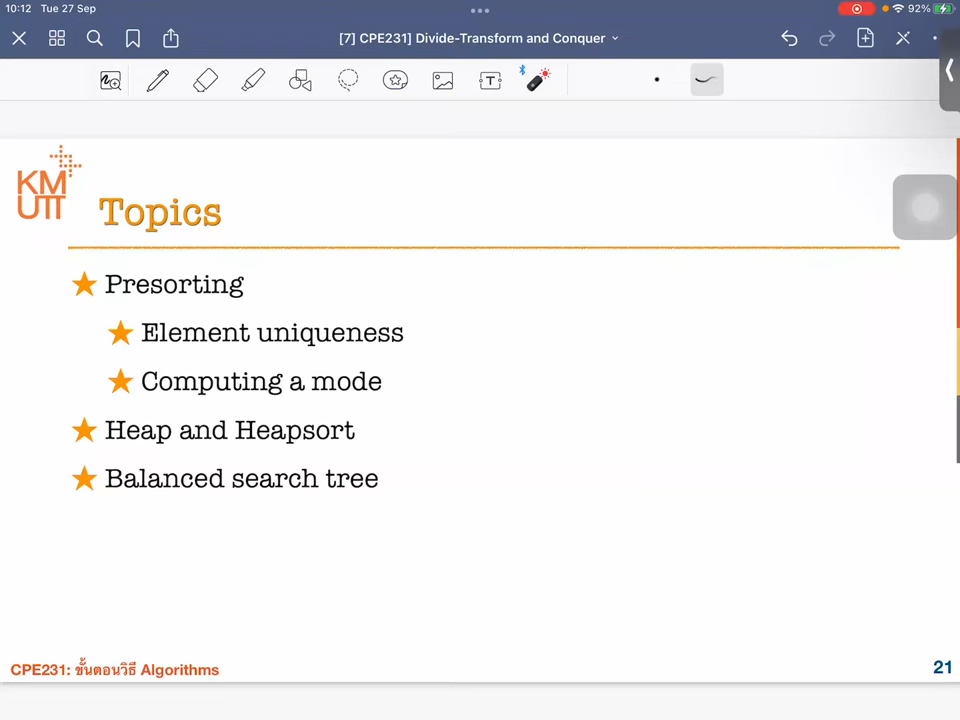 10:12 Tue 27 Sep
92%
[7] CPE231] Divide-Transform and Conquer
T
KM
UTT
Topics
Presorting
Element uniqueness
Computing a mode
Heap and Heapsort
Balanced search tree
CPE231: ขั้นตอนวิธี Algorithms
21